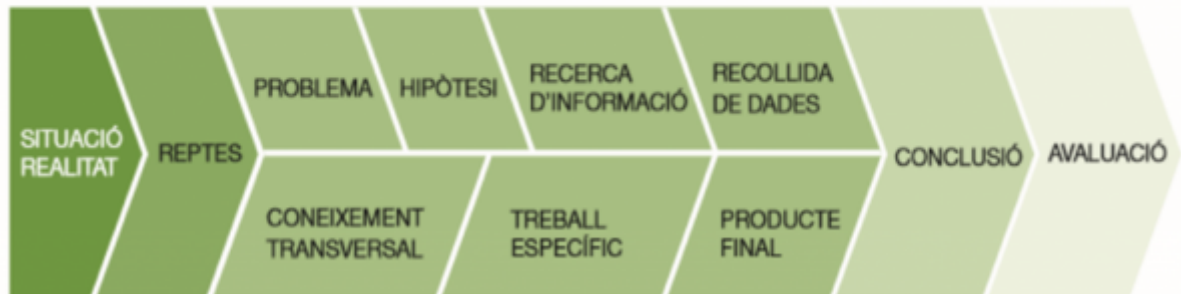 SITUACIÓ
REALITAT
REPTES
PROBLEMA
HIPÒTESI
RECERCA
D'INFORMACIÓ
RECOLLIDA
DE DADES
CONEIXEMENT
TRANSVERSAL
TREBALL
ESPECÍFIC
PRODUCTE
FINAL
CONCLUSIÓ
AVALUACIÓ